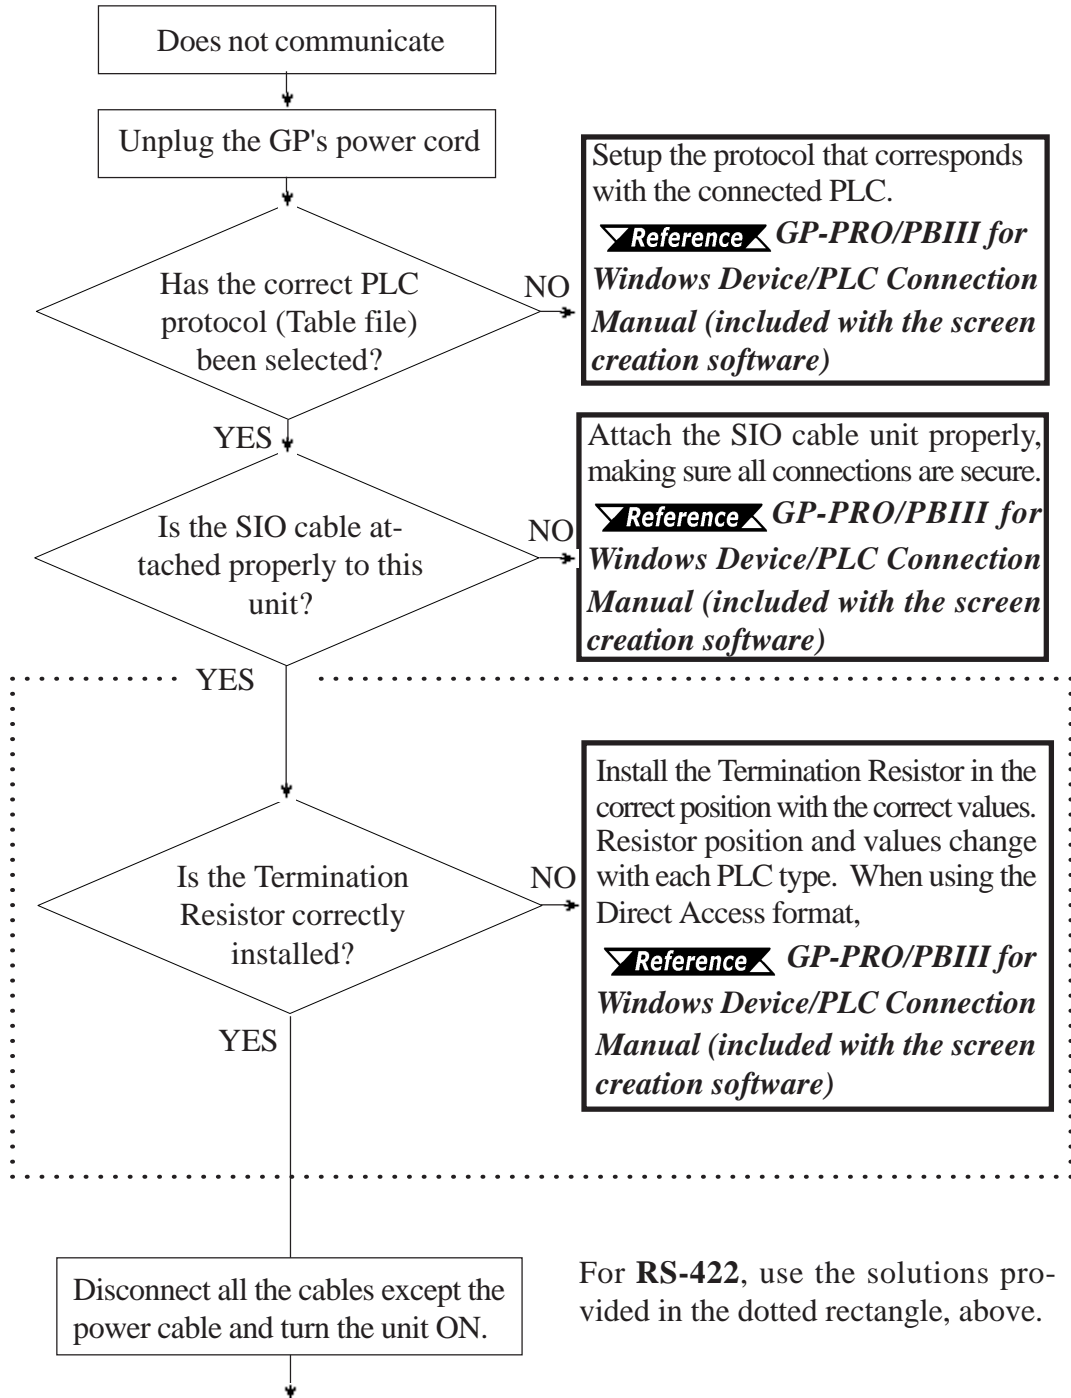 Does not communicate
Unplug the GP's power cord
Has the correct PLC
protocol (Table file)
been selected?
NO
Setup the protocol that corresponds
with the connected PLC.
Reference GP-PRO/PBIII for
Windows Device/PLC Connection
Manual (included with the screen
creation software)
YES
Is the SIO cable at-
tached properly to this
unit?
NO
Attach the SIO cable unit properly,
making sure all connections are secure.
Reference GP-PRO/PBIII for
Windows Device/PLC Connection
Manual (included with the screen
creation software)
YES
Is the Termination
Resistor correctly
installed?
NO
Install the Termination Resistor in the
correct position with the correct values.
Resistor position and values change
with each PLC type. When using the
Direct Access format,
Reference GP-PRO/PBIII for
Windows Device/PLC Connection
Manual (included with the screen
creation software)
YES
Disconnect all the cables except the
power cable and turn the unit ON.
For RS-422, use the solutions pro-
vided in the dotted rectangle, above.